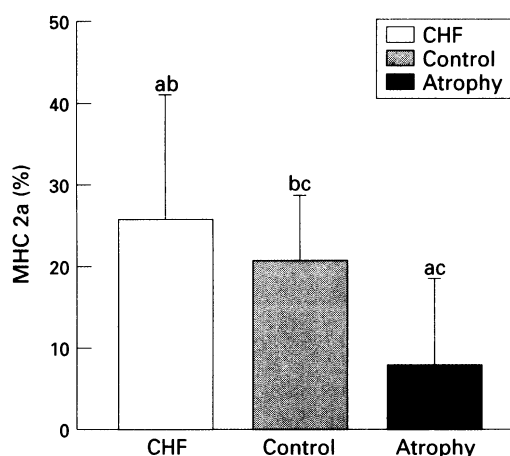 50
40
30
20
10
0
MHC 2a (%)
CHF
Control
Atrophy
ab
bc
ac
CHF
Control
Atrophy